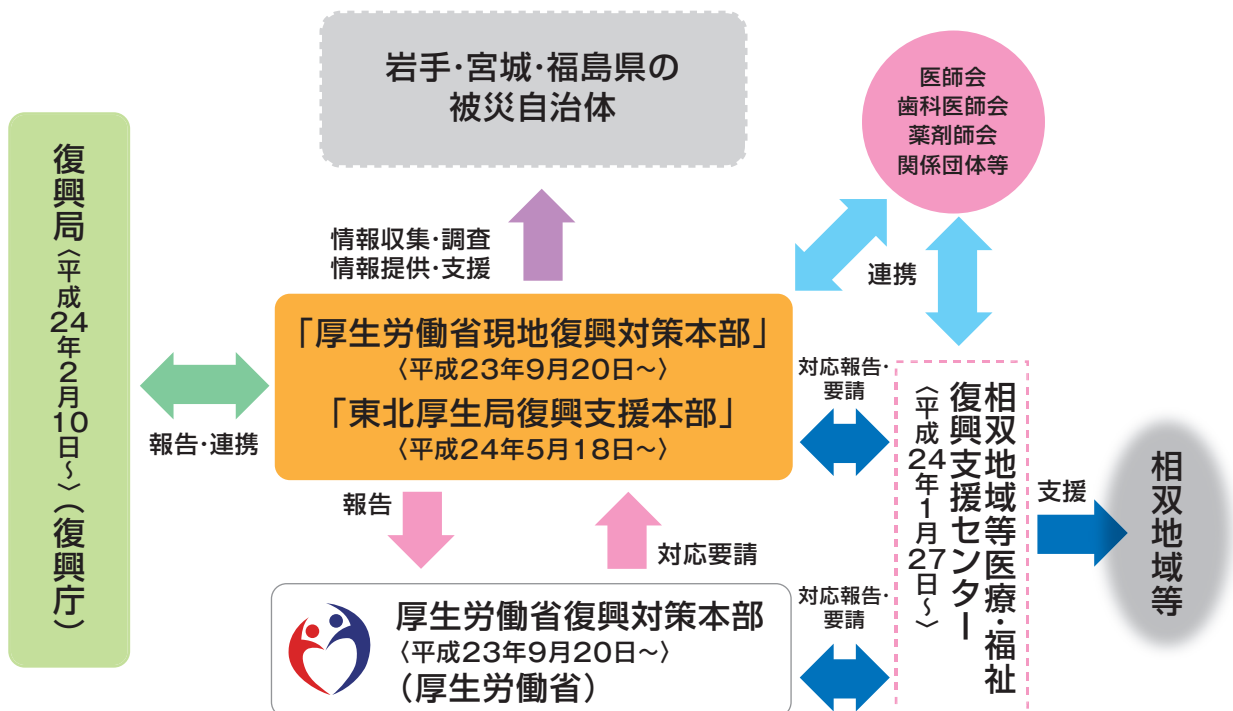 岩手・宮城・福島県の
被災自治体
医師会
歯科医師会
薬剤師会
関係団体等
復興局〈平成24年2月10日~〉(復興庁)
情報収集・調査
情報提供・支援
連携
「厚生労働省現地復興対策本部」
〈平成23年9月20日~〉
「東北厚生局復興支援本部」
〈平成24年5月18日~〉
報告・連携
対応報告・
要請
相双地域等医療・福祉
復興支援センター
〈平成24年1月27日~〉
支援
相双地域等
報告
対応要請
厚生労働省復興対策本部
〈平成23年9月20日~〉
(厚生労働省)
対応報告・
要請